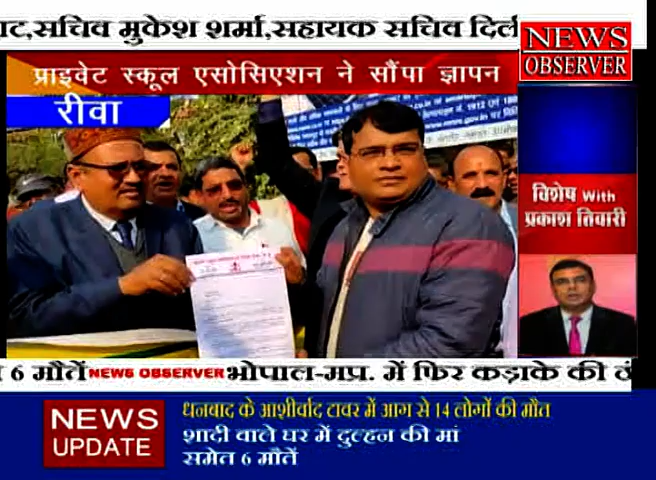 ाट,सचिव मुकेश शर्मा,सहायक सचिव दिल
NEWS
OBSERVER
प्राइवेट स्कूल एसोसिएशन ने सौंपा ज्ञापन
रीवा
विशेष With
प्रकाश तिवारी
6 मौतें NEWS OBSERVER भोपाल-मप्र. में फिर कड़ाके की ठं
NEWS
UPDATE
धनबाद के आशीर्वाद टावर में आग से 14 लोगों की मौत
शादी वाले घर में दुल्हन की मां
समेत 6 मौतें